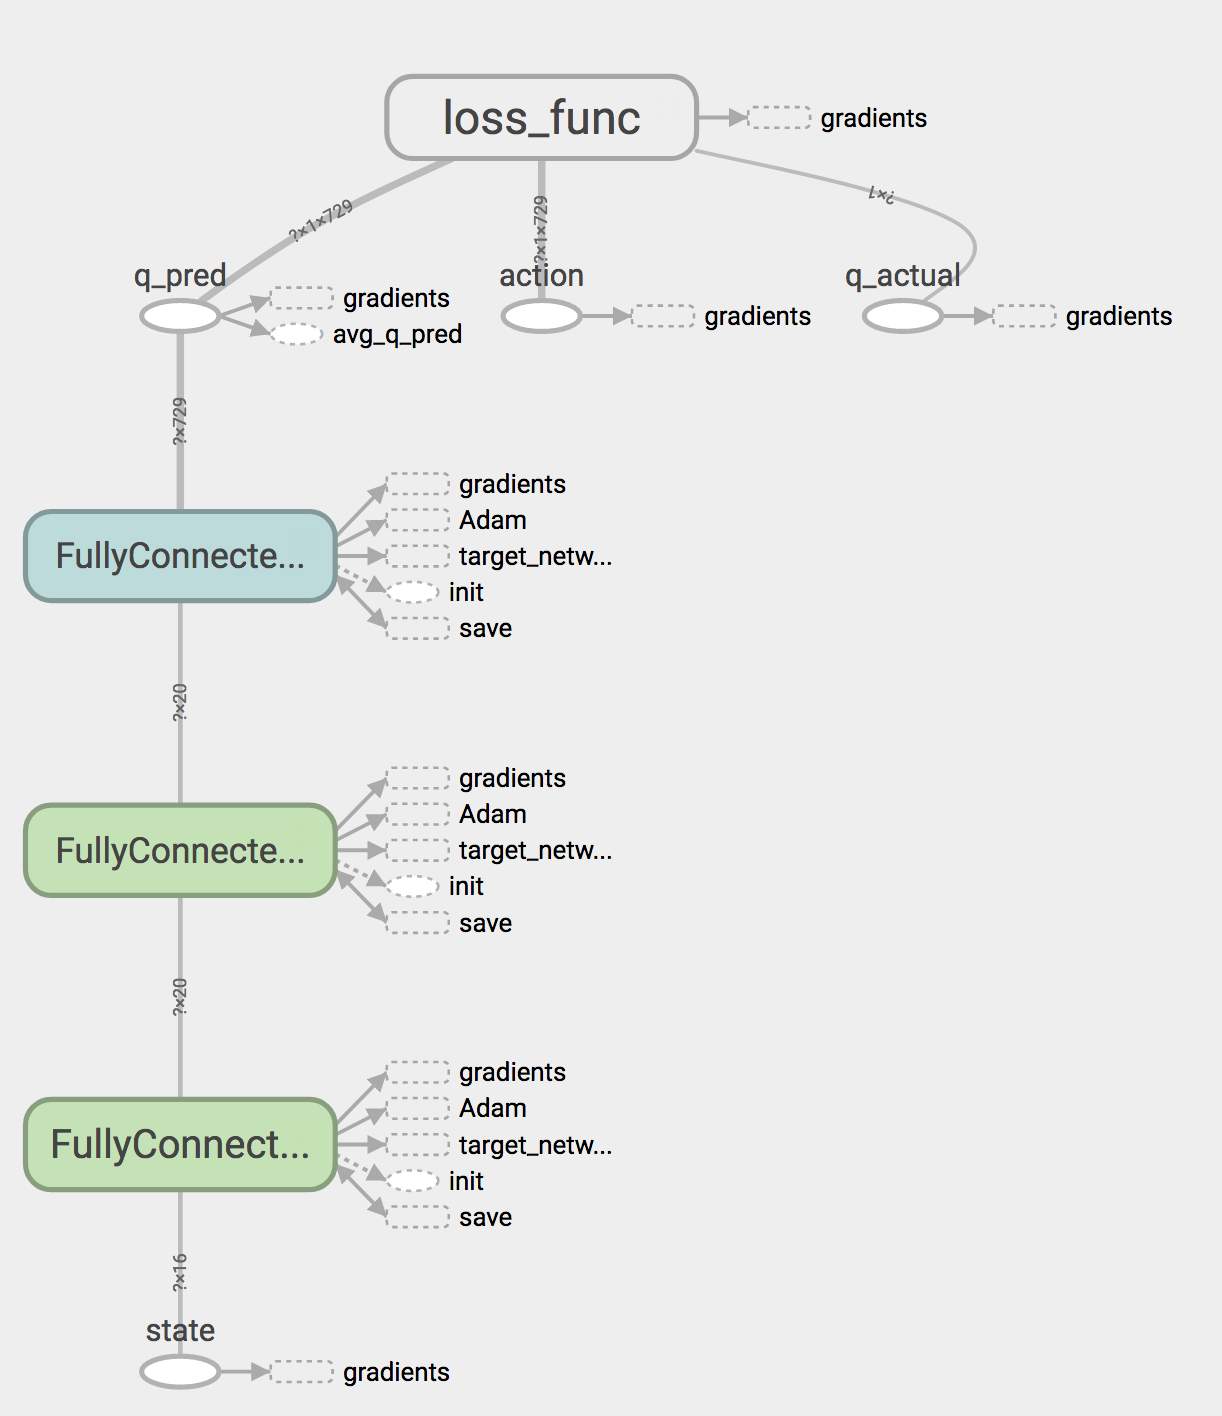 loss_func
gradients
?×1×729
?×1×729
?×1
q_pred
action
q_actual
gradients
avg_q_pred
gradients
gradients
?×729
FullyConnecte...
gradients
Adam
target_netw...
init
save
?×20
FullyConnecte...
gradients
Adam
target_netw...
init
save
?×20
FullyConnect...
gradients
Adam
target_netw...
init
save
?×16
state
gradients